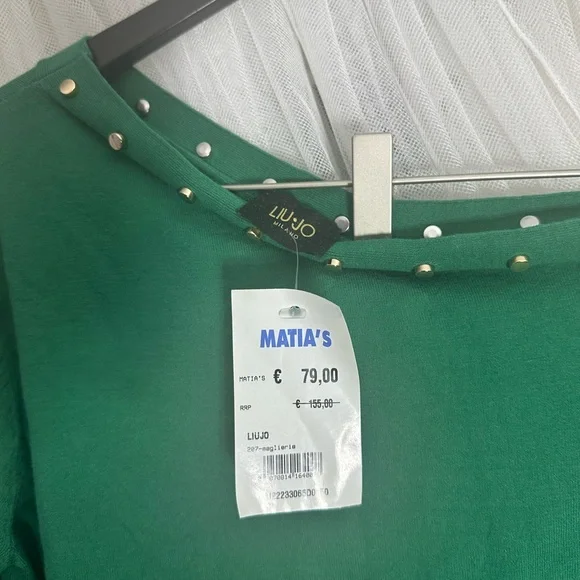 LIU·JO
MILANO
MATIA'S
MATIA'S € 79,00
RRP € 155,00
LIUJO
207-maglieria